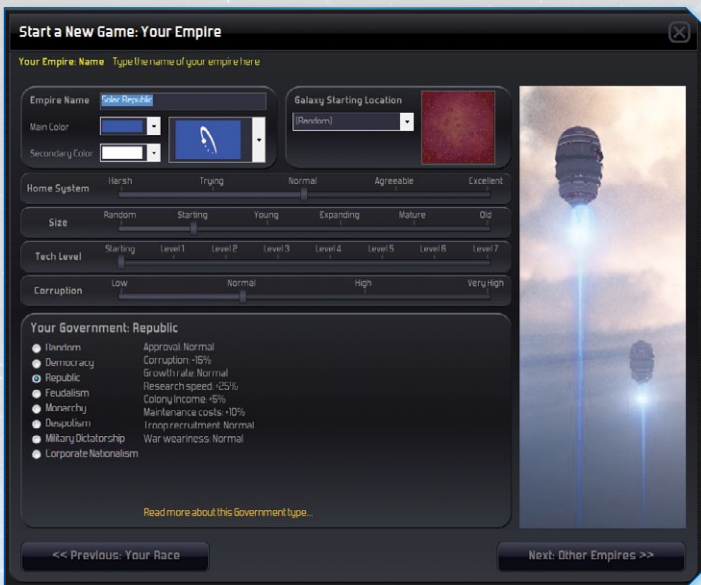 Start a New Game: Your Empire
Your Empire: Name Type the name of your empire here
Empire Name Solar Republic
Main Color
Secondary Color
Galaxy Starting Location
(Random)
Home System Harsh Trying Normal Agreeable Excellent
Size Random Starting Young Expanding Mature Old
Tech Level Starting Level 1 Level 2 Level 3 Level 4 Level 5 Level 6 Level 7
Corruption Low Normal High Very High
Your Government: Republic
Random
Democracy
Republic
Feudalism
Monarchy
Despotism
Military Dictatorship
Corporate Nationalism
Approval: Normal
Corruption: -15%
Growth rate: Normal
Research speed: +25%
Colony Income: +5%
Maintenance costs: +10%
Troop recruitment: Normal
War weariness: Normal
Read more about this Government type...
<< Previous: Your Race
Next: Other Empires >>